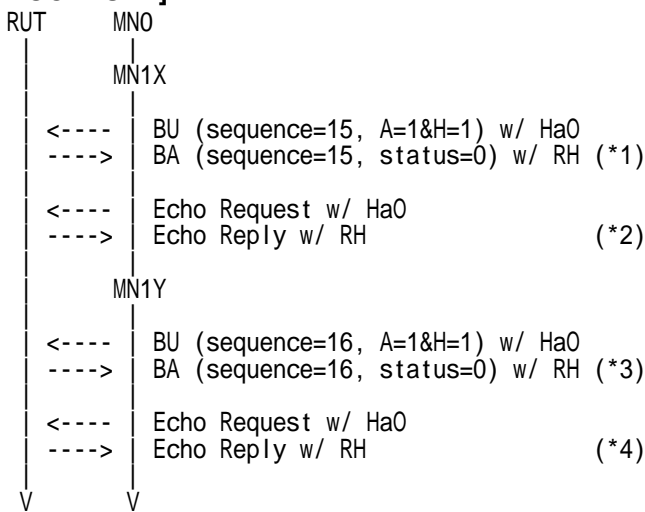 RUT MN0
MN1X
<---- BU (sequence=15, A=1&H=1) w/ HaO
----> BA (sequence=15, status=0) w/ RH (*1)
<---- Echo Request w/ HaO
----> Echo Reply w/ RH (*2)
MN1Y
<---- BU (sequence=16, A=1&H=1) w/ HaO
----> BA (sequence=16, status=0) w/ RH (*3)
<---- Echo Request w/ HaO
----> Echo Reply w/ RH (*4)
V V